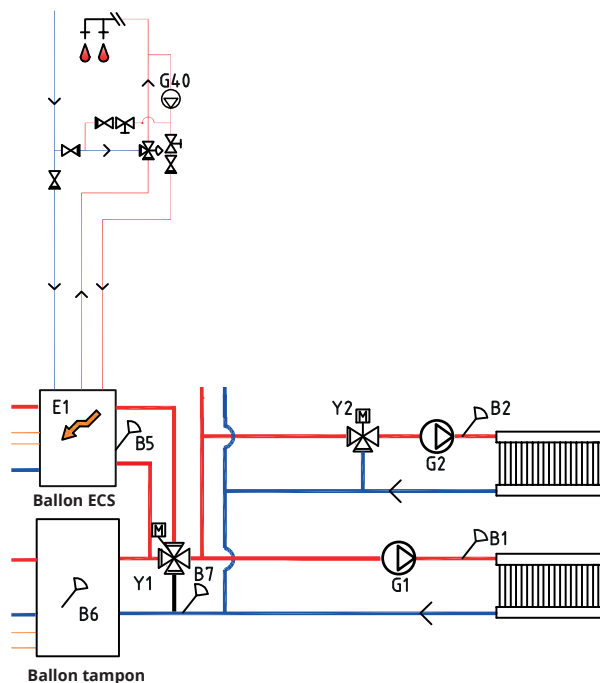 G40
E1
B5
Ballon ECS
Y2
M
B2
G2
M
Y1
B7
B1
G1
B6
Ballon tampon